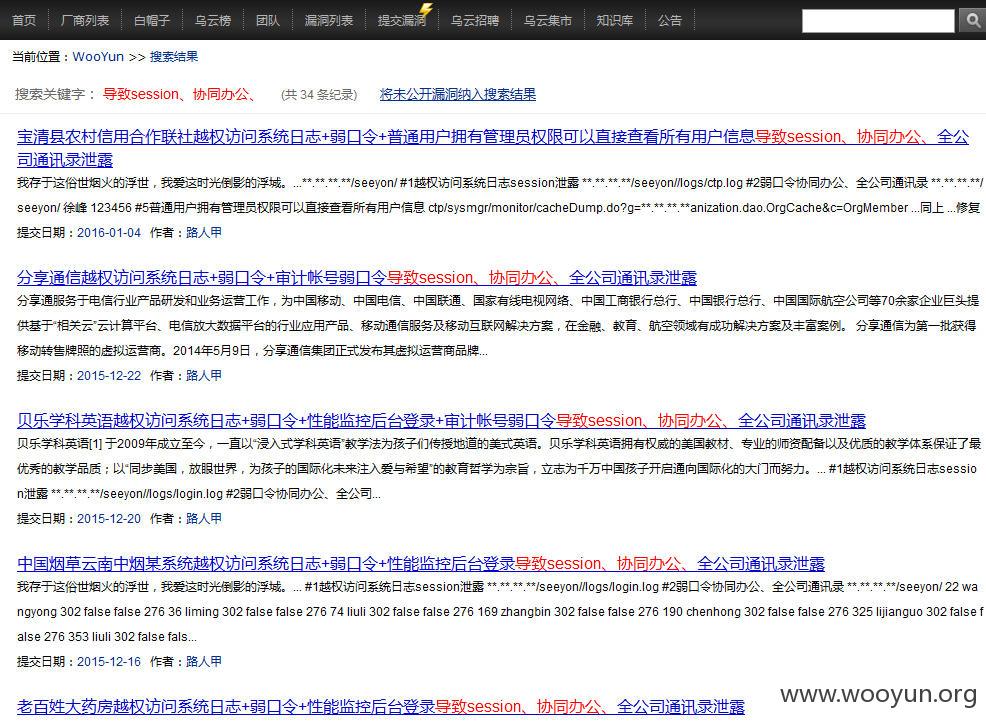 首页 厂商列表 白帽子 乌云榜 团队 漏洞列表 提交漏洞 乌云招聘 乌云集市 知识库 公告
当前位置：WooYun >> 搜索结果
搜索关键字： 导致session、协同办公、 (共 34 条纪录) 将未公开漏洞纳入搜索结果
宝清县农村信用合作联社越权访问系统日志+弱口令+普通用户拥有管理员权限可以直接查看所有用户信息导致session、协同办公、全公
司通讯录泄露
我存于这俗世烟火的浮世，我爱这时光倒影的浮城。...**.**.**.**/seeyon/ #1越权访问系统日志session泄露 **.**.**.**/seeyon//logs/ctp.log #2弱口令协同办公、全公司通讯录 **.**.**.**/
seeyon/ 徐峰 123456 #5普通用户拥有管理员权限可以直接查看所有用户信息 ctp/sysmgr/monitor/cacheDump.do?g=**.**.**.**anization.dao.OrgCache&c=OrgMember ...同上 ...修复
提交日期：2016-01-04 作者：路人甲
分享通信越权访问系统日志+弱口令+审计帐号弱口令导致session、协同办公、全公司通讯录泄露
分享通服务于电信行业产品研发和业务运营工作，为中国移动、中国电信、中国联通、国家有线电视网络、中国工商银行总行、中国银行总行、中国国际航空公司等70余家企业巨头提
供基于“相关云”云计算平台、电信放大数据平台的行业应用产品、移动通信服务及移动互联网解决方案，在金融、教育、航空领域有成功解决方案及丰富案例。 分享通信为第一批获得
移动转售牌照的虚拟运营商。2014年5月9日，分享通信集团正式发布其虚拟运营商品牌...
提交日期：2015-12-22 作者：路人甲
贝乐学科英语越权访问系统日志+弱口令+性能监控后台登录+审计帐号弱口令导致session、协同办公、全公司通讯录泄露
贝乐学科英语[1] 于2009年成立至今，一直以“浸入式学科英语”教学法为孩子们传授地道的美式英语。贝乐学科英语拥有权威的美国教材、专业的师资配备以及优质的教学体系保证了最
优秀的教学品质；以“同步美国，放眼世界，为孩子的国际化未来注入爱与希望”的教育哲学为宗旨，立志为千万中国孩子开启通向国际化的大门而努力。... #1越权访问系统日志sessio
n泄露 **.**.**.**/seeyon//logs/login.log #2弱口令协同办公、全公司...
提交日期：2015-12-20 作者：路人甲
中国烟草云南中烟某系统越权访问系统日志+弱口令+性能监控后台登录导致session、协同办公、全公司通讯录泄露
我存于这俗世烟火的浮世，我爱这时光倒影的浮城。... #1越权访问系统日志session泄露 **.**.**.**/seeyon//logs/login.log #2弱口令协同办公、全公司通讯录 **.**.**.**/seeyon/ 22 wa
ngyong 302 false false 276 36 liming 302 false false 276 74 liuli 302 false false 276 169 zhangbin 302 false false 276 190 chenhong 302 false false 276 325 lijianguo 302 false f
alse 276 353 liuli 302 false fals...
提交日期：2015-12-16 作者：路人甲
老百姓大药房越权访问系统日志+弱口令+性能监控后台登录导致session、协同办公、全公司通讯录泄露
www.wooyun.org